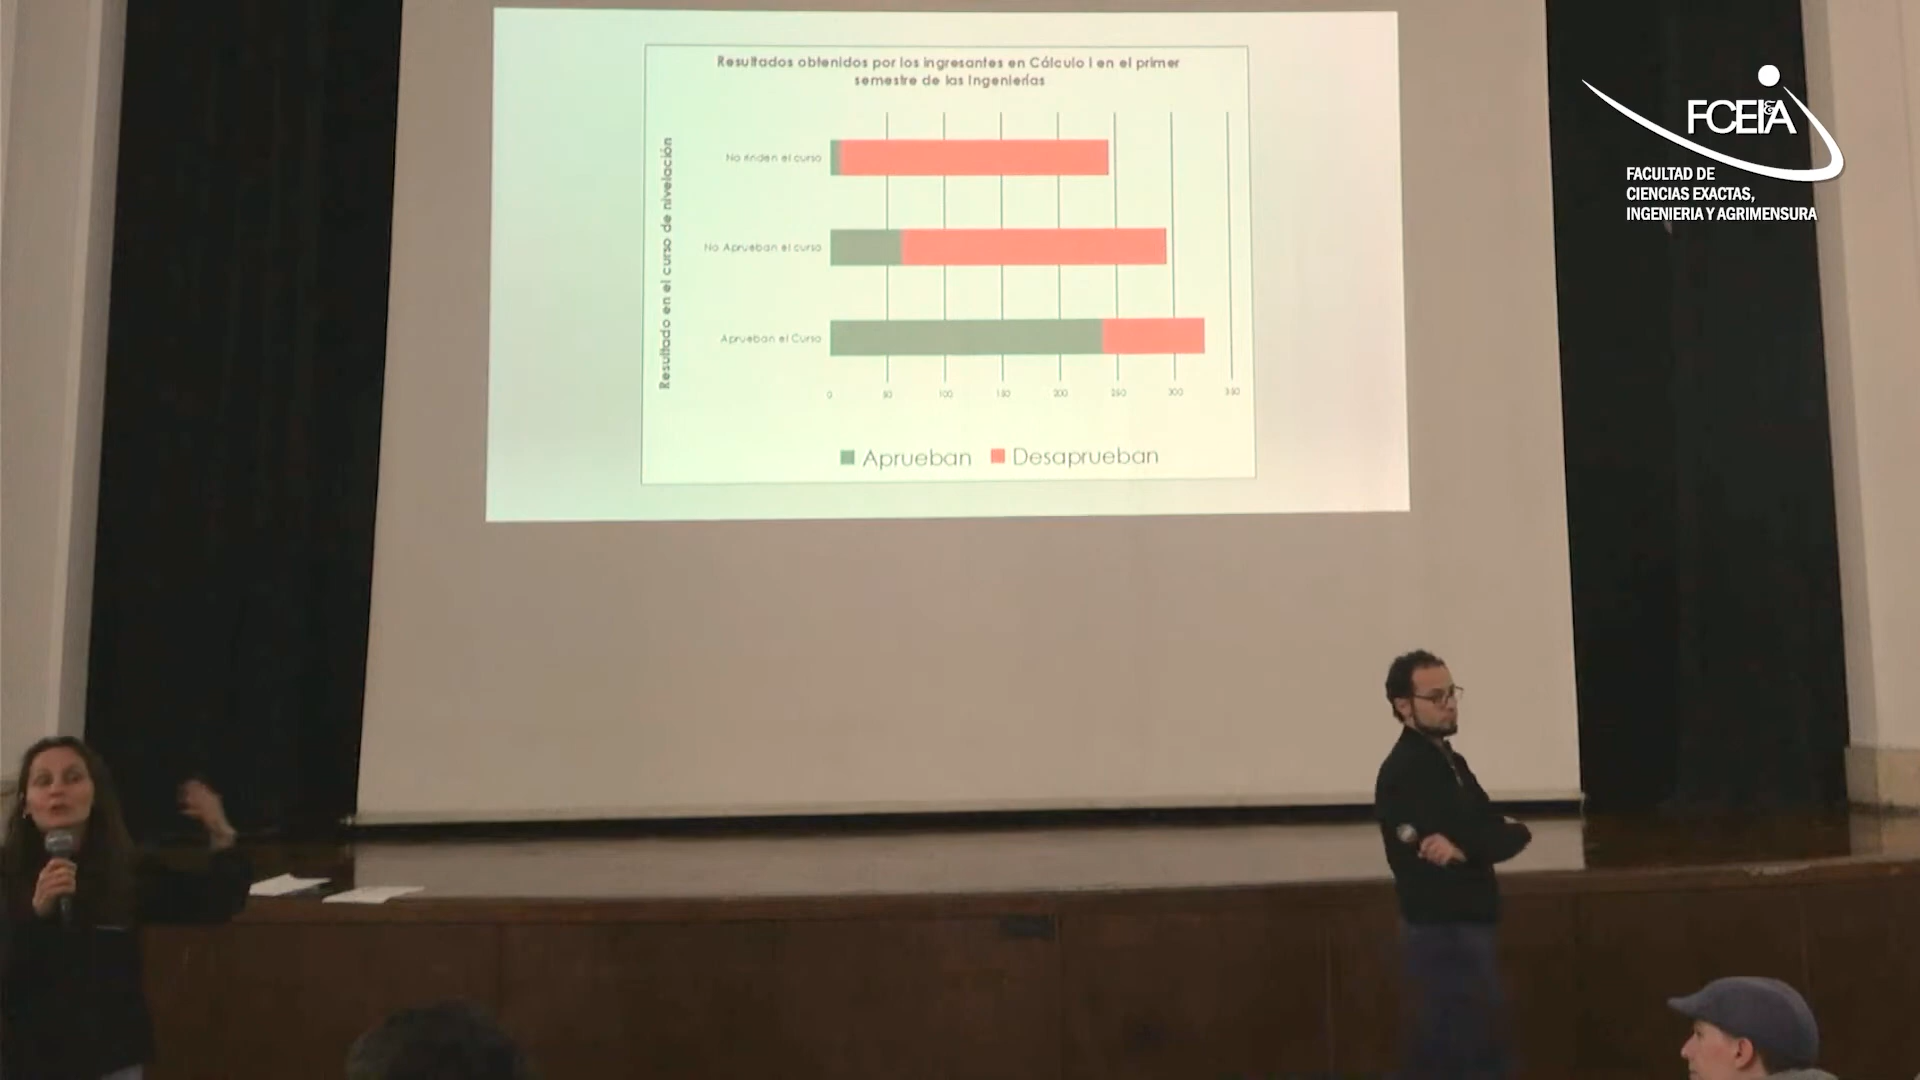 Resultados obtenidos por los ingresantes en Cálculo I en el primer
semestre de las Ingenierías
Resultado en el curso de nivelación
No rinden el curso
No Aprueban el curso
Aprueban el Curso
0 50 100 150 200 250 300 350
Aprueban Desaprueban
FCEI&A
FACULTAD DE
CIENCIAS EXACTAS,
INGENIERIA Y AGRIMENSURA